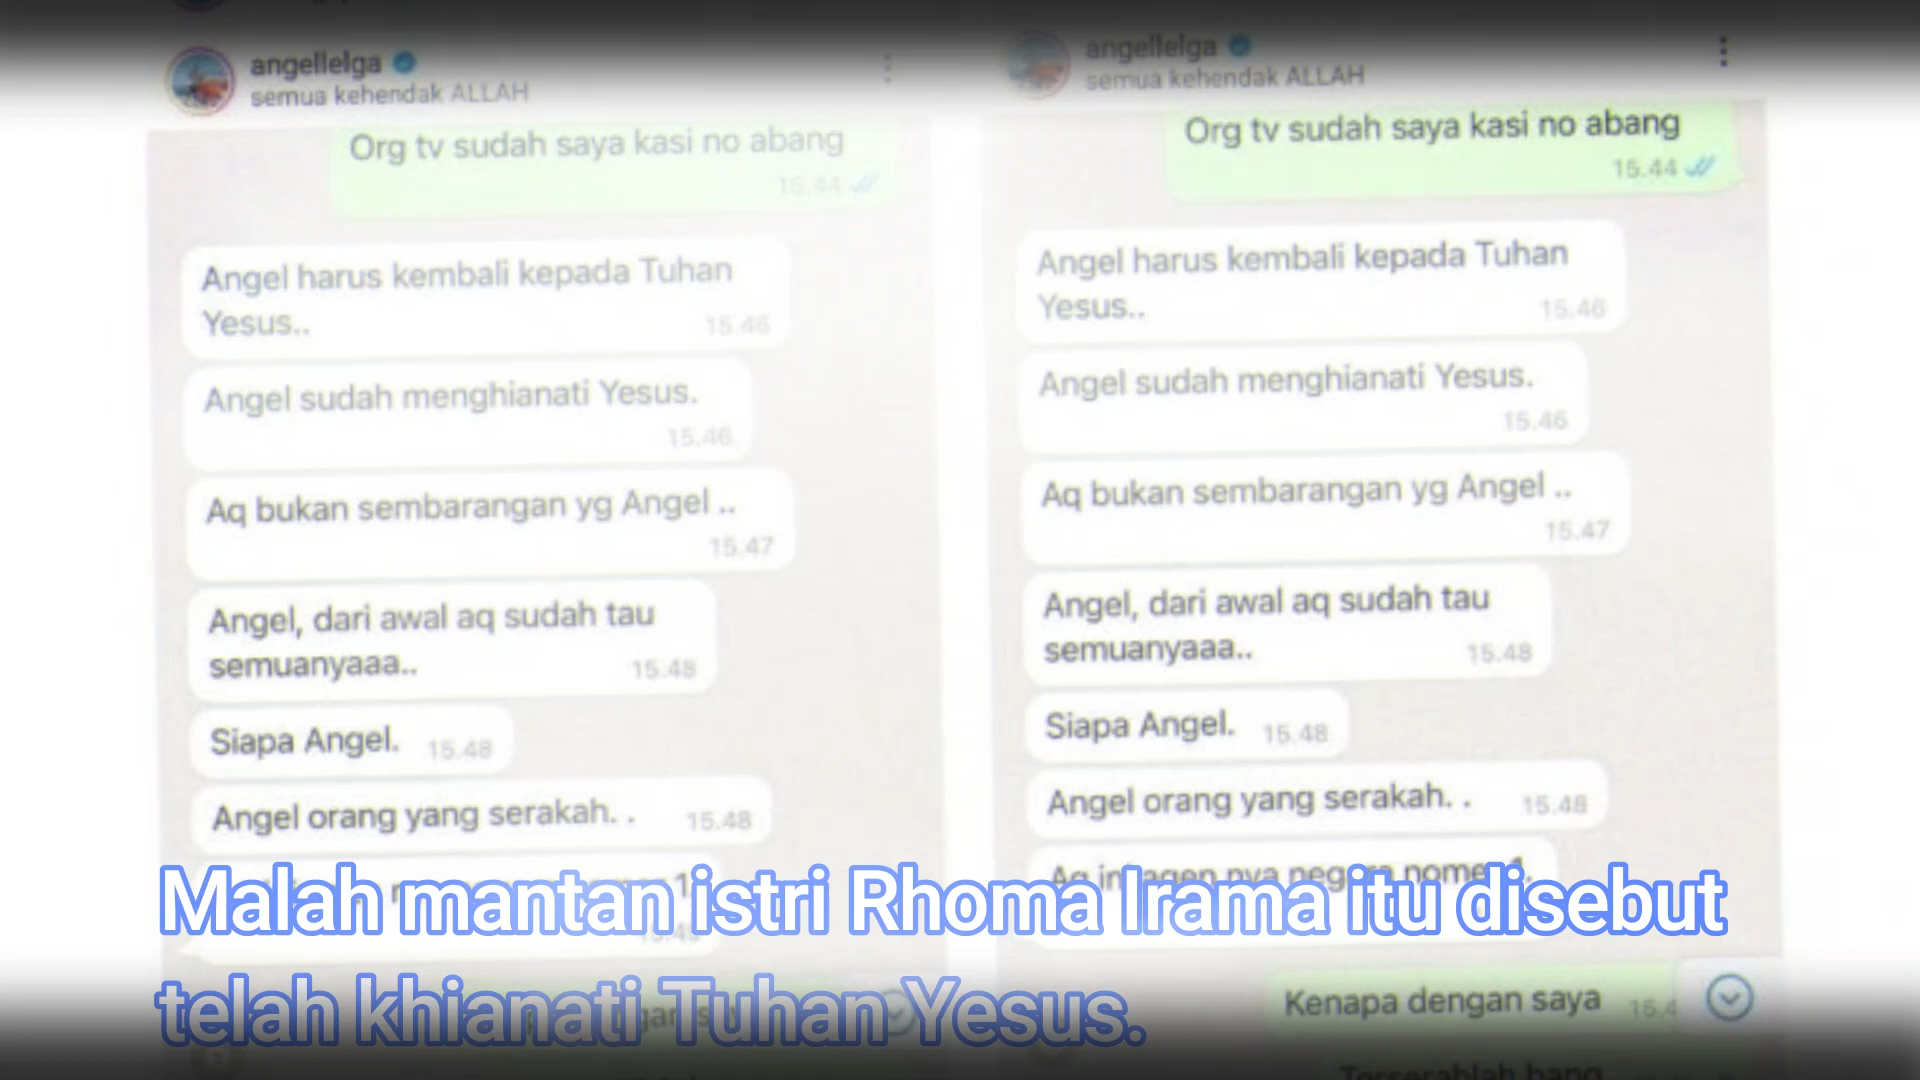 angellelga
semua kehendak ALLAH
Org tv sudah saya kasi no abang
15.44
Angel harus kembali kepada Tuhan
Yesus..
15.46
Angel sudah menghianati Yesus.
15.46
Aq bukan sembarangan yg Angel ..
15.47
Angel, dari awal aq sudah tau
semuanyaaa..
15.48
Siapa Angel.
15.48
Angel orang yang serakah. .
15.48
angellelga
semua kehendak ALLAH
Org tv sudah saya kasi no abang
15.44
Angel harus kembali kepada Tuhan
Yesus..
15.46
Angel sudah menghianati Yesus.
15.46
Aq bukan sembarangan yg Angel ..
15.47
Angel, dari awal aq sudah tau
semuanyaaa..
15.48
Siapa Angel.
15.48
Angel orang yang serakah. .
15.48
Kenapa dengan saya
Terserahlah bang
Malah mantan istri Rhoma Irama itu disebut
telah khianati Tuhan Yesus.